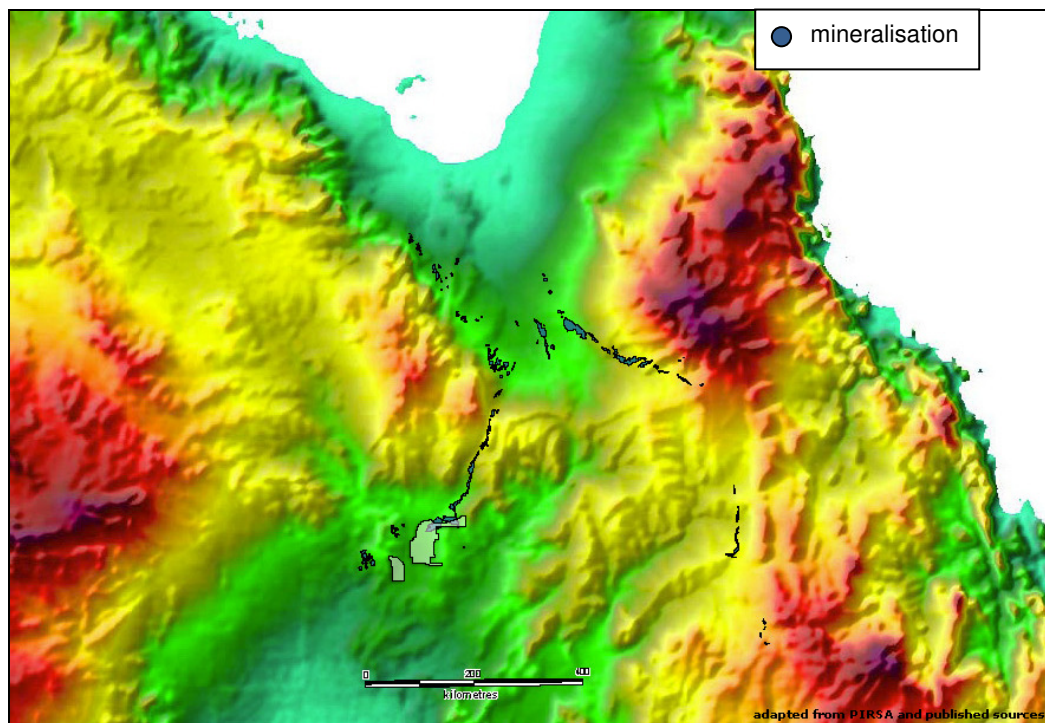 mineralisation
0 200 400
kilometres
adapted from PIRSA and published sources